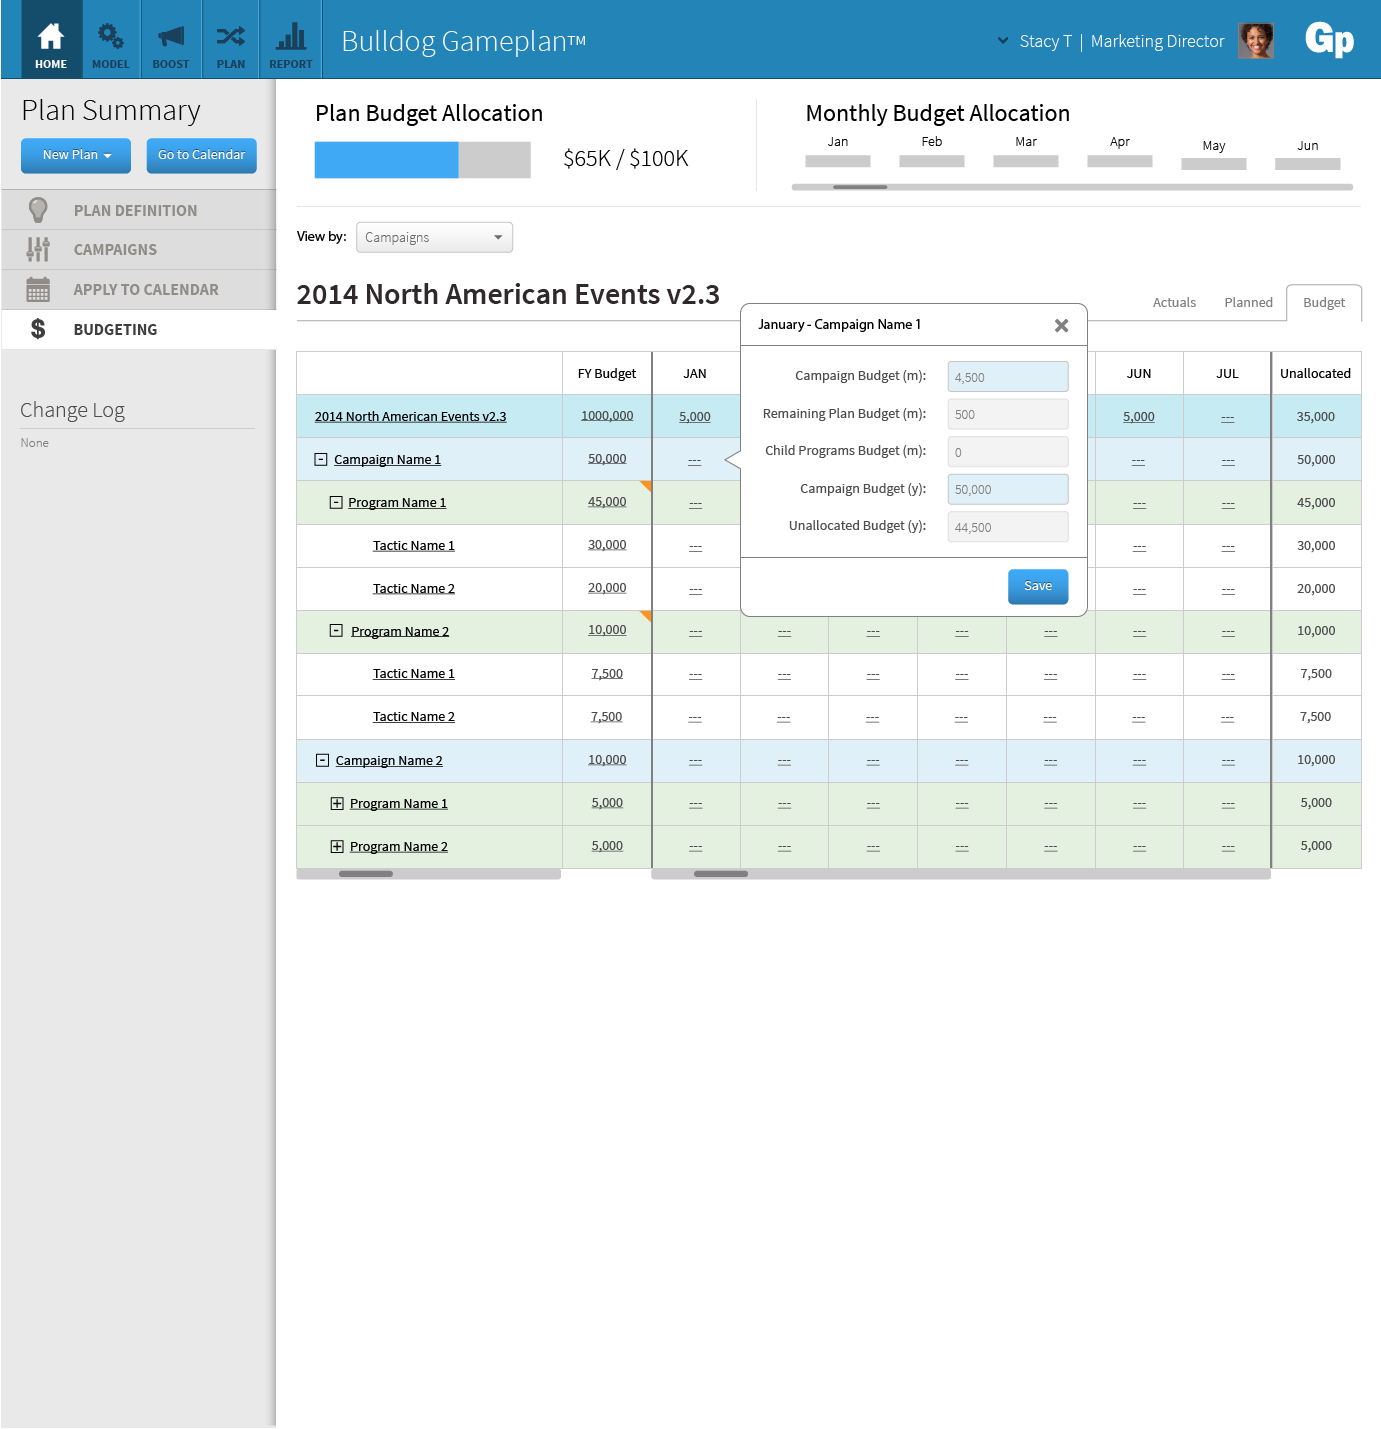 HOME MODEL BOOST PLAN REPORT
Bulldog Gameplan™
Stacy T | Marketing Director
Gp
Plan Summary
New Plan
Go to Calendar
PLAN DEFINITION
CAMPAIGNS
APPLY TO CALENDAR
$ BUDGETING
Change Log
None
Plan Budget Allocation
$65K / $100K
Monthly Budget Allocation
Jan Feb Mar Apr May Jun
View by: Campaigns
2014 North American Events v2.3
Actuals Planned Budget
FY Budget JAN JUN JUL Unallocated
2014 North American Events v2.3 1000,000 5,000 5,000 --- 35,000
Campaign Name 1 50,000 --- --- --- 50,000
Program Name 1 45,000 --- --- --- 45,000
Tactic Name 1 30,000 --- --- --- 30,000
Tactic Name 2 20,000 --- --- --- 20,000
Program Name 2 10,000 --- --- --- --- --- --- --- 10,000
Tactic Name 1 7,500 --- --- --- --- --- --- --- 7,500
Tactic Name 2 7,500 --- --- --- --- --- --- --- 7,500
Campaign Name 2 10,000 --- --- --- --- --- --- --- 10,000
Program Name 1 5,000 --- --- --- --- --- --- --- 5,000
Program Name 2 5,000 --- --- --- --- --- --- --- 5,000
January - Campaign Name 1
Campaign Budget (m): 4,500
Remaining Plan Budget (m): 500
Child Programs Budget (m): 0
Campaign Budget (y): 50,000
Unallocated Budget (y): 44,500
Save